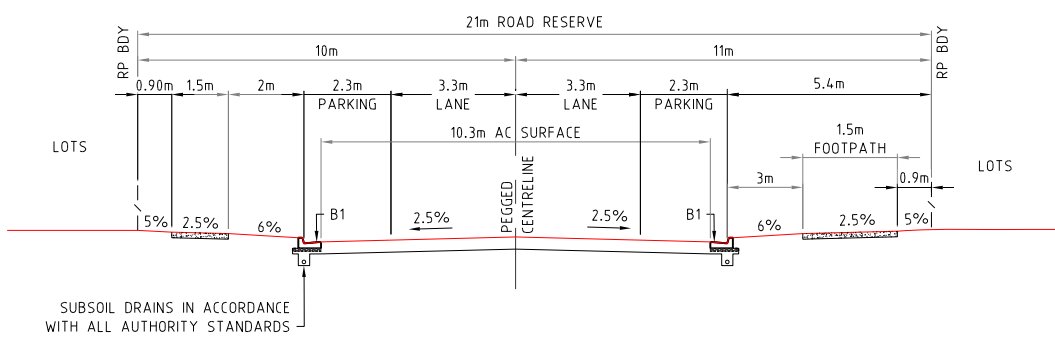 21m ROAD RESERVE
RP BDY
10m
11m
RP BDY
0.90m
1.5m
2m
2.3m
PARKING
3.3m
LANE
3.3m
LANE
2.3m
PARKING
5.4m
10.3m AC SURFACE
1.5m
FOOTPATH
LOTS
LOTS
3m
0.9m
PEGGED
CENTRELINE
5%
2.5%
6%
B1
2.5%
2.5%
B1
6%
2.5%
5%
SUBSOIL DRAINS IN ACCORDANCE
WITH ALL AUTHORITY STANDARDS